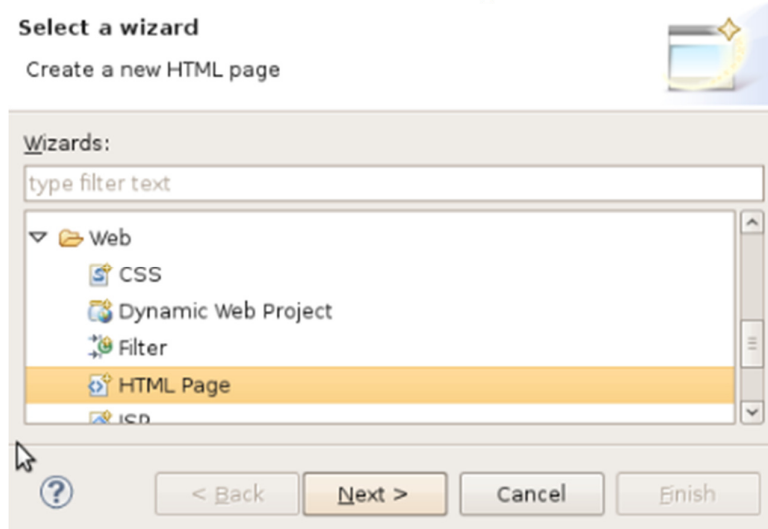 Select a wizard
Create a new HTML page
Wizards:
type filter text
Web
CSS
Dynamic Web Project
Filter
HTML Page
JSP
< Back Next > Cancel Finish